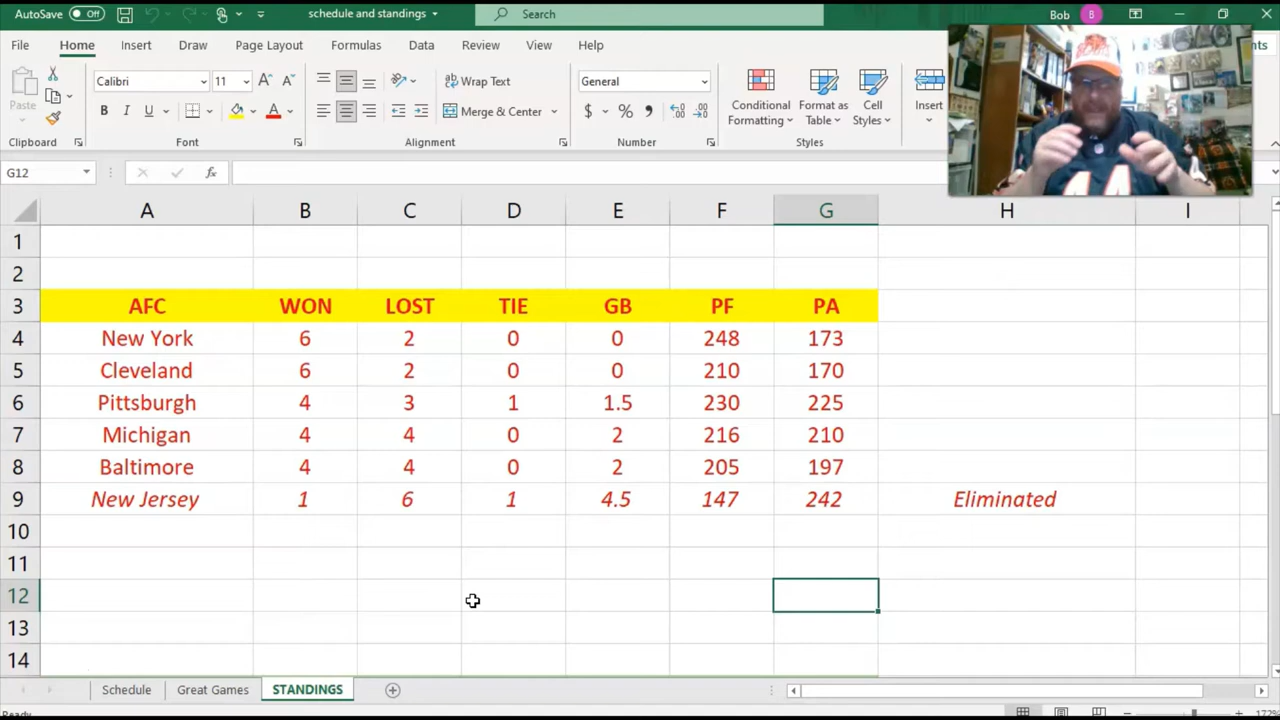 AutoSave Off schedule and standings Search Bob B
File Home Insert Draw Page Layout Formulas Data Review View Help nts
Calibri 11 A A Wrap Text General
Paste B I U A Merge & Center $ % Insert
Conditional Formatting Format as Table Cell Styles
Clipboard Font Alignment Number Styles
G12 fx
A B C D E F G H I
1
2
3 AFC WON LOST TIE GB PF PA
4 New York 6 2 0 0 248 173
5 Cleveland 6 2 0 0 210 170
6 Pittsburgh 4 3 1 1.5 230 225
7 Michigan 4 4 0 2 216 210
8 Baltimore 4 4 0 2 205 197
9 New Jersey 1 6 1 4.5 147 242 Eliminated
10
11
12
13
14
Schedule Great Games STANDINGS
Ready 172%